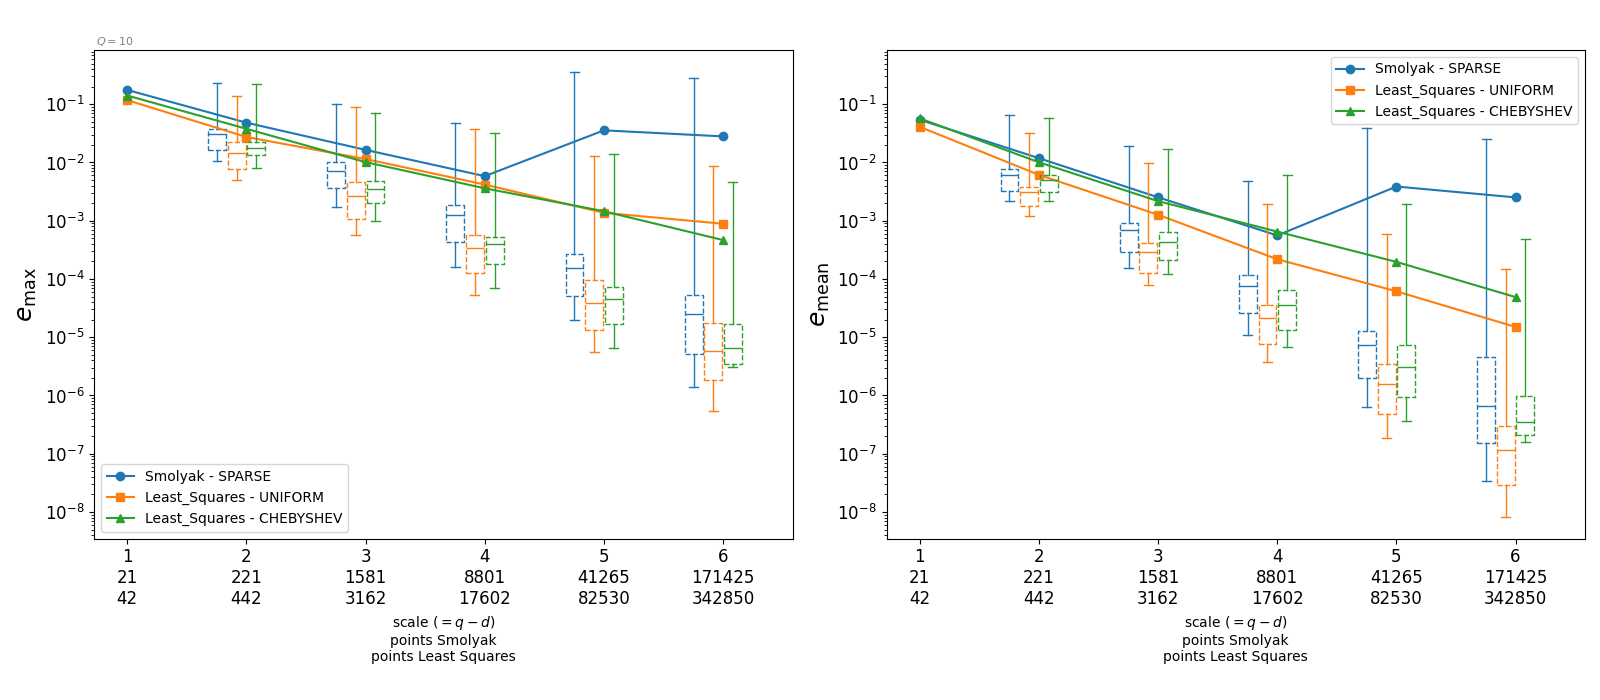 Q = 10
10⁻¹
10⁻²
10⁻³
10⁻⁴
10⁻⁵
10⁻⁶
10⁻⁷
10⁻⁸
e_max
Smolyak - SPARSE
Least_Squares - UNIFORM
Least_Squares - CHEBYSHEV
1 2 3 4 5 6
21 221 1581 8801 41265 171425
42 442 3162 17602 82530 342850
scale (= q − d)
points Smolyak
points Least Squares
Smolyak - SPARSE
Least_Squares - UNIFORM
Least_Squares - CHEBYSHEV
10⁻¹
10⁻²
10⁻³
10⁻⁴
10⁻⁵
10⁻⁶
10⁻⁷
10⁻⁸
e_mean
1 2 3 4 5 6
21 221 1581 8801 41265 171425
42 442 3162 17602 82530 342850
scale (= q − d)
points Smolyak
points Least Squares